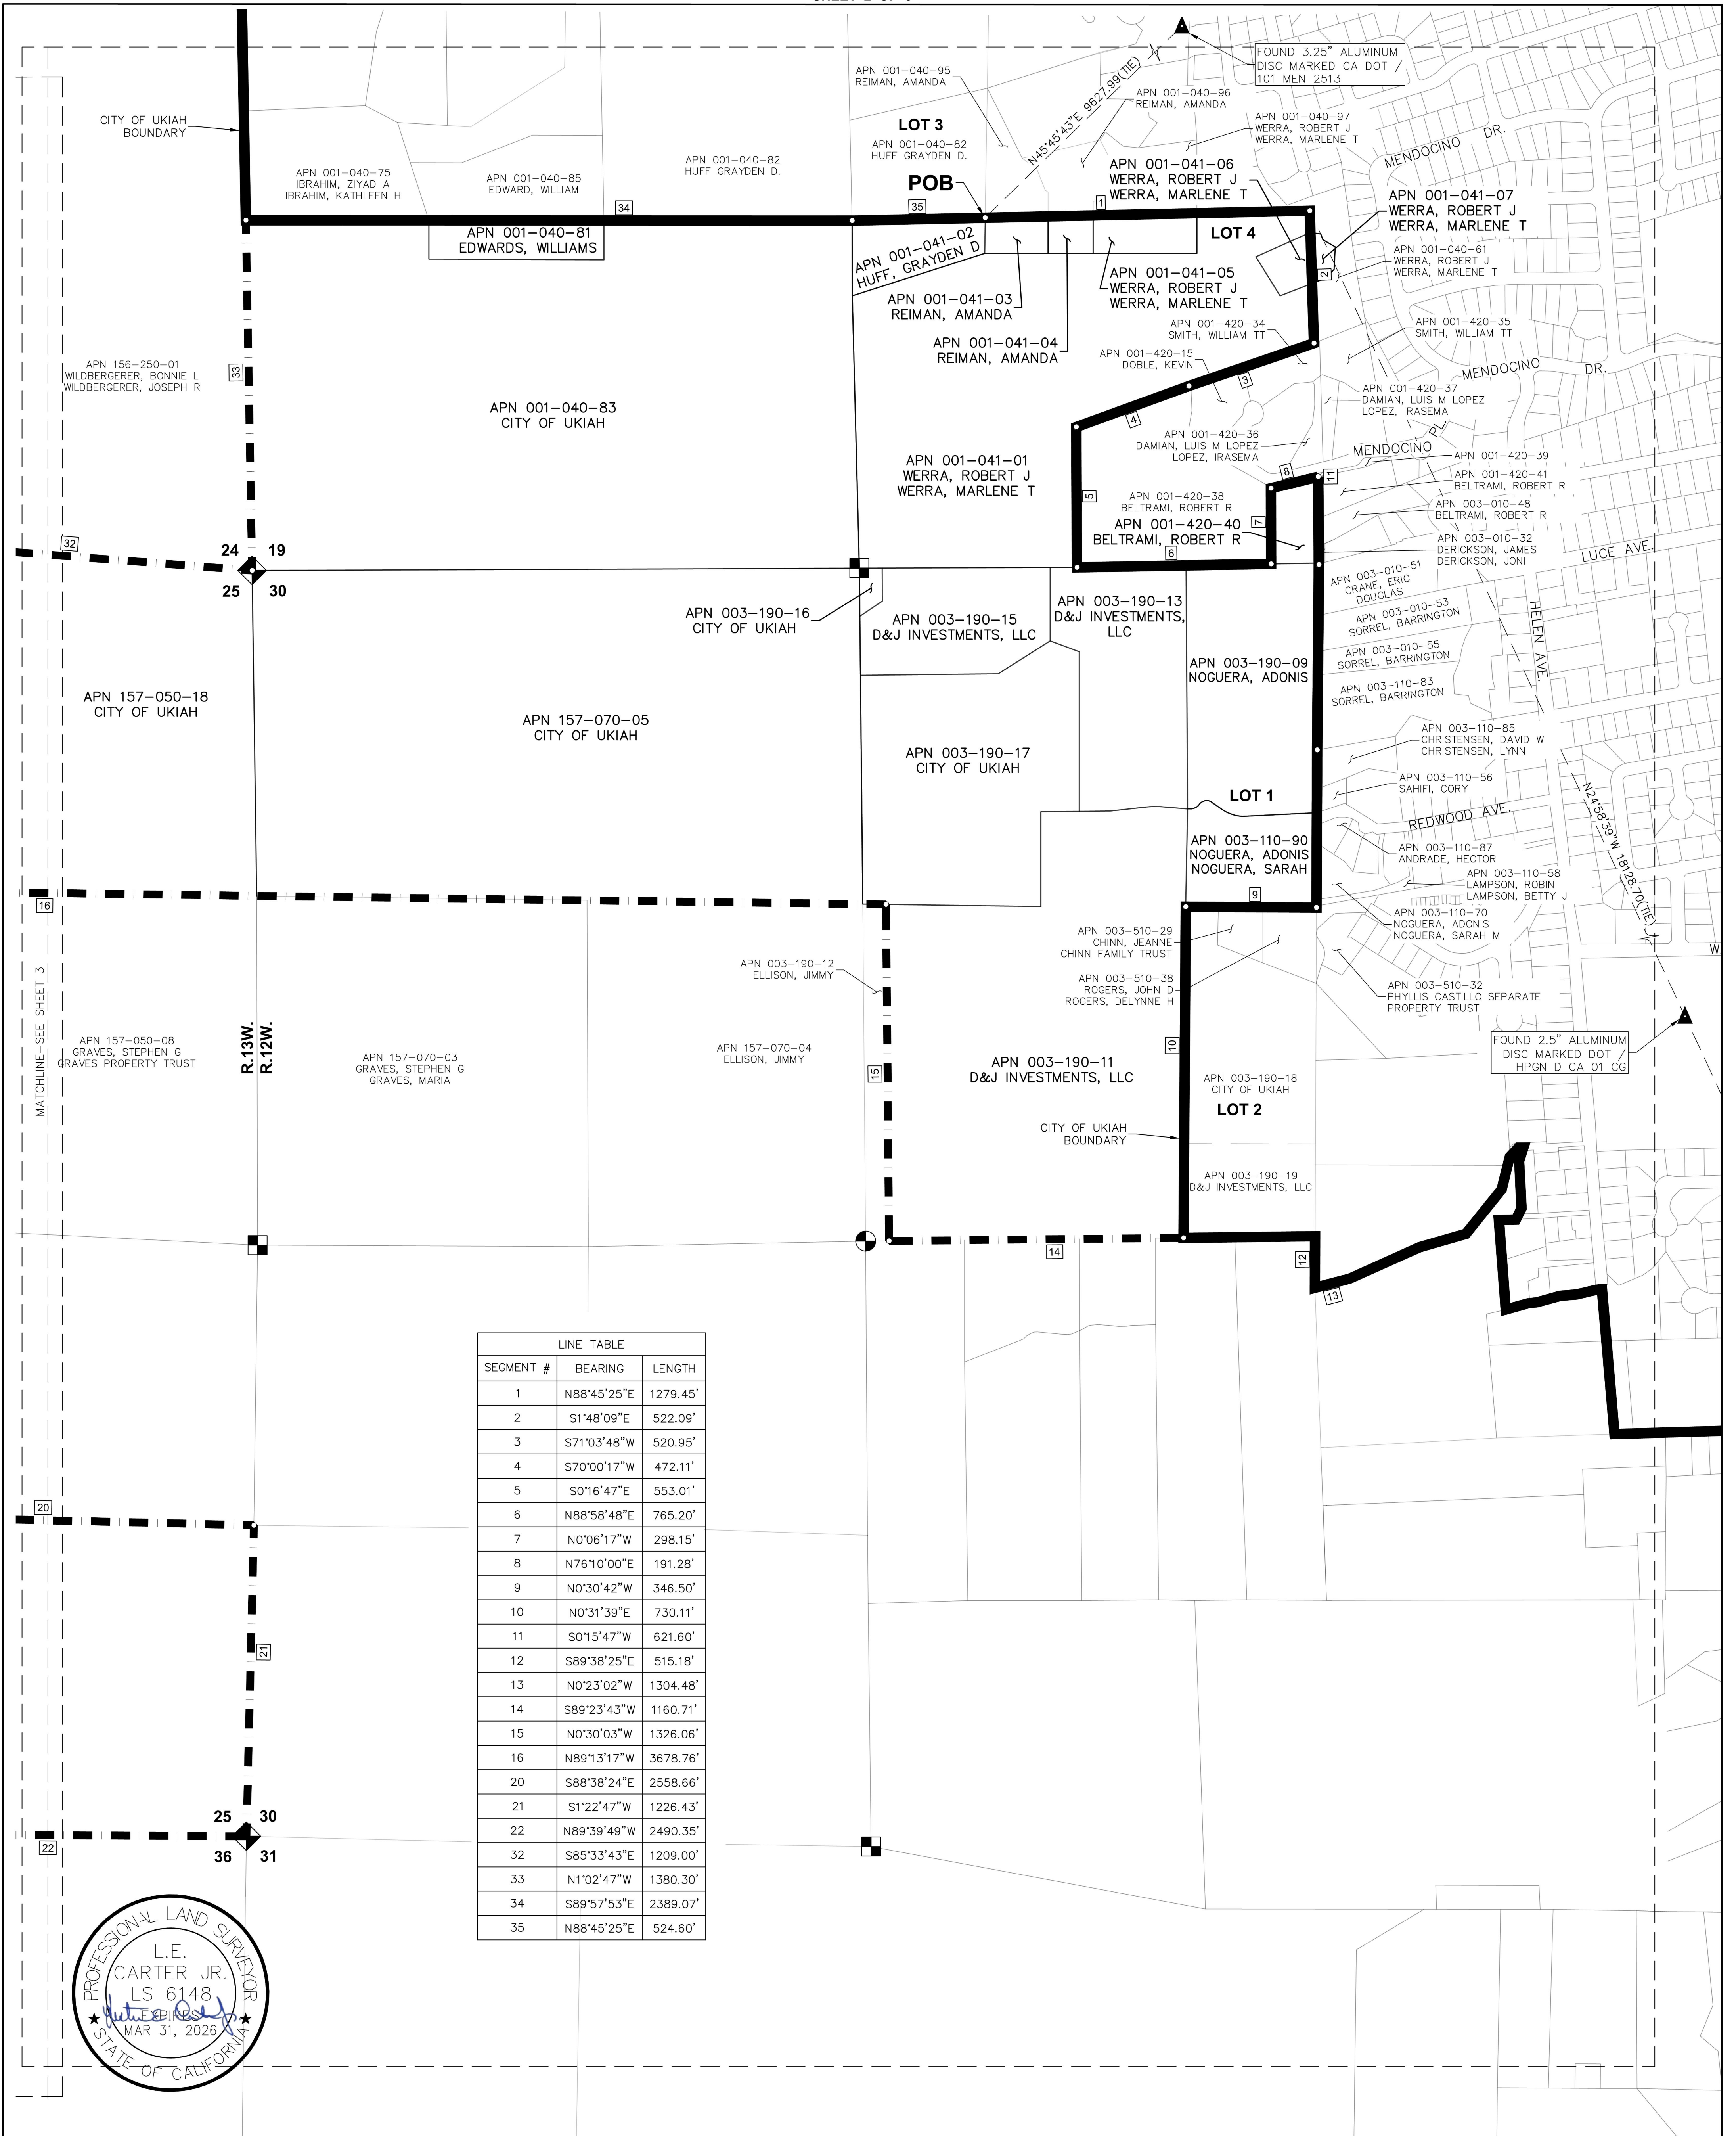 CITY OF UKIAH
BOUNDARY
APN 001-040-75
IBRAHIM, ZIYAD A
IBRAHIM, KATHLEEN H
APN 001-040-85
EDWARD, WILLIAM
APN 001-040-82
HUFF GRAYDEN D.
APN 001-040-95
REIMAN, AMANDA
LOT 3
APN 001-040-82
HUFF GRAYDEN D.
POB
N45°45'43"E 9627.99(TIE)
FOUND 3.25" ALUMINUM
DISC MARKED CA DOT /
101 MEN 2513
APN 001-040-96
REIMAN, AMANDA
APN 001-040-97
WERRA, ROBERT J
WERRA, MARLENE T
MENDOCINO DR.
APN 001-041-06
WERRA, ROBERT J
WERRA, MARLENE T
APN 001-041-07
WERRA, ROBERT J
WERRA, MARLENE T
APN 001-040-61
WERRA, ROBERT J
WERRA, MARLENE T
34
35
1
2
LOT 4
APN 001-040-81
EDWARDS, WILLIAMS
APN 001-041-02
HUFF, GRAYDEN D
APN 001-041-03
REIMAN, AMANDA
APN 001-041-04
REIMAN, AMANDA
APN 001-041-05
WERRA, ROBERT J
WERRA, MARLENE T
APN 001-420-34
SMITH, WILLIAM TT
APN 001-420-35
SMITH, WILLIAM TT
APN 001-420-15
DOBLE, KEVIN
MENDOCINO DR.
APN 156-250-01
WILDBERGERER, BONNIE L
WILDBERGERER, JOSEPH R
33
APN 001-040-83
CITY OF UKIAH
3
4
APN 001-420-37
DAMIAN, LUIS M LOPEZ
LOPEZ, IRASEMA
APN 001-420-36
DAMIAN, LUIS M LOPEZ
LOPEZ, IRASEMA
MENDOCINO PL.
APN 001-041-01
WERRA, ROBERT J
WERRA, MARLENE T
APN 001-420-39
8
11
APN 001-420-41
BELTRAMI, ROBERT R
5
APN 001-420-38
BELTRAMI, ROBERT R
7
APN 003-010-48
BELTRAMI, ROBERT R
APN 001-420-40
BELTRAMI, ROBERT R
6
APN 003-010-32
DERICKSON, JAMES
DERICKSON, JONI
LUCE AVE.
32
24 19
25 30
APN 003-010-51
CRANE, ERIC
DOUGLAS
APN 003-190-16
CITY OF UKIAH
APN 003-190-15
D&J INVESTMENTS, LLC
APN 003-190-13
D&J INVESTMENTS,
LLC
APN 003-010-53
SORREL, BARRINGTON
HELEN AVE.
APN 003-010-55
SORREL, BARRINGTON
APN 003-190-09
NOGUERA, ADONIS
APN 003-110-83
SORREL, BARRINGTON
APN 157-050-18
CITY OF UKIAH
APN 157-070-05
CITY OF UKIAH
APN 003-190-17
CITY OF UKIAH
APN 003-110-85
CHRISTENSEN, DAVID W
CHRISTENSEN, LYNN
APN 003-110-56
SAHIFI, CORY
LOT 1
REDWOOD AVE.
N24°58'39"W 18128.70(TIE)
APN 003-110-90
NOGUERA, ADONIS
NOGUERA, SARAH
APN 003-110-87
ANDRADE, HECTOR
APN 003-110-58
LAMPSON, ROBIN
LAMPSON, BETTY J
16
9
APN 003-110-70
NOGUERA, ADONIS
NOGUERA, SARAH M
W.
APN 003-510-29
CHINN, JEANNE
CHINN FAMILY TRUST
APN 003-190-12
ELLISON, JIMMY
APN 003-510-38
ROGERS, JOHN D
ROGERS, DELYNNE H
APN 003-510-32
PHYLLIS CASTILLO SEPARATE
PROPERTY TRUST
MATCHLINE-SEE SHEET 3
APN 157-050-08
GRAVES, STEPHEN G
GRAVES PROPERTY TRUST
R.13W.
R.12W.
APN 157-070-03
GRAVES, STEPHEN G
GRAVES, MARIA
APN 157-070-04
ELLISON, JIMMY
15
10
FOUND 2.5" ALUMINUM
DISC MARKED DOT /
HPGN D CA 01 CG
APN 003-190-11
D&J INVESTMENTS, LLC
APN 003-190-18
CITY OF UKIAH
LOT 2
CITY OF UKIAH
BOUNDARY
APN 003-190-19
D&J INVESTMENTS, LLC
14
12
13
LINE TABLE
SEGMENT # BEARING LENGTH
1 N88°45'25"E 1279.45'
2 S1°48'09"E 522.09'
3 S71°03'48"W 520.95'
4 S70°00'17"W 472.11'
5 S0°16'47"E 553.01'
6 N88°58'48"E 765.20'
7 N0°06'17"W 298.15'
8 N76°10'00"E 191.28'
9 N0°30'42"W 346.50'
10 N0°31'39"E 730.11'
11 S0°15'47"W 621.60'
12 S89°38'25"E 515.18'
13 N0°23'02"W 1304.48'
14 S89°23'43"W 1160.71'
15 N0°30'03"W 1326.06'
16 N89°13'17"W 3678.76'
20 S88°38'24"E 2558.66'
21 S1°22'47"W 1226.43'
22 N89°39'49"W 2490.35'
32 S85°33'43"E 1209.00'
33 N1°02'47"W 1380.30'
34 S89°57'53"E 2389.07'
35 N88°45'25"E 524.60'
20
21
25 30
36 31
22
PROFESSIONAL LAND SURVEYOR
L.E.
CARTER JR.
LS 6148
EXPIRES
MAR 31, 2026
STATE OF CALIFORNIA